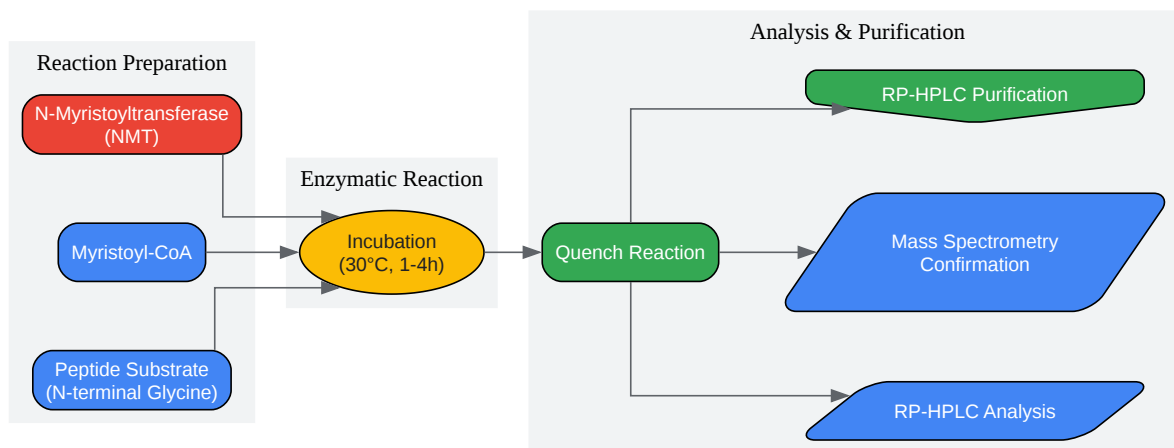 Reaction Preparation
N-Myristoyltransferase
(NMT)
Myristoyl-CoA
Peptide Substrate
(N-terminal Glycine)
Enzymatic Reaction
Incubation
(30°C, 1-4h)
Analysis & Purification
Quench Reaction
RP-HPLC Purification
Mass Spectrometry
Confirmation
RP-HPLC Analysis